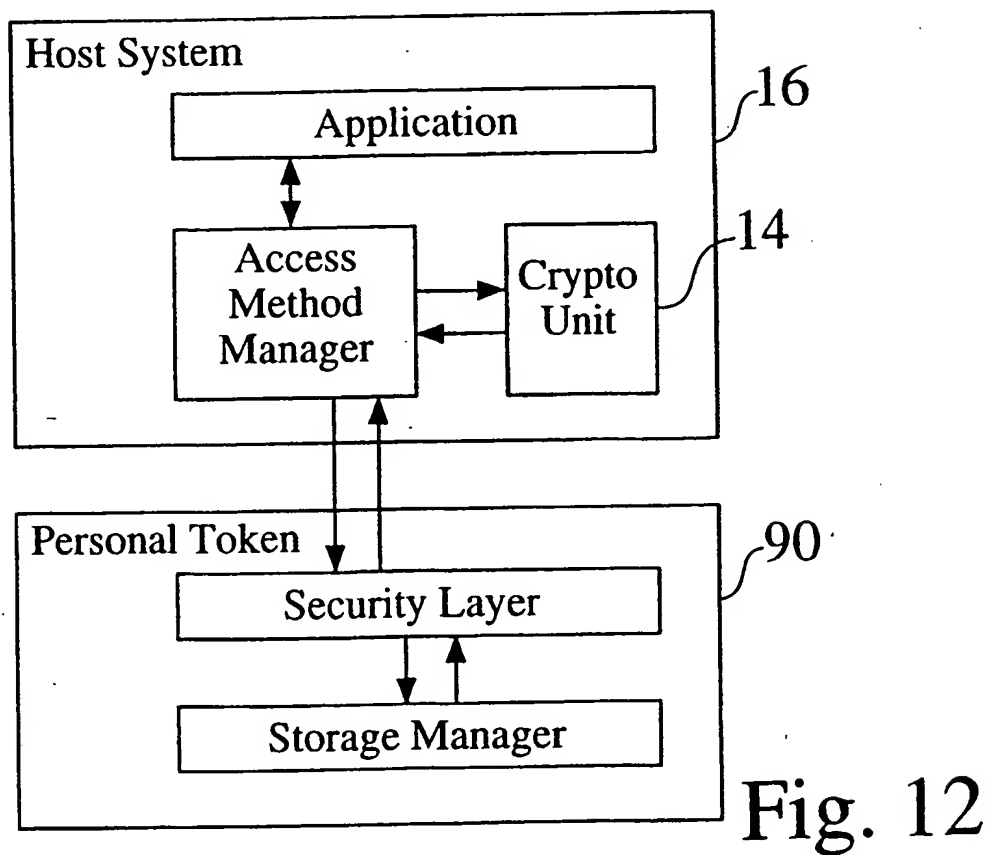 Host System
16
Application
14
Access
Method
Manager
Crypto
Unit
Personal Token
90
Security Layer
Storage Manager
Fig. 12